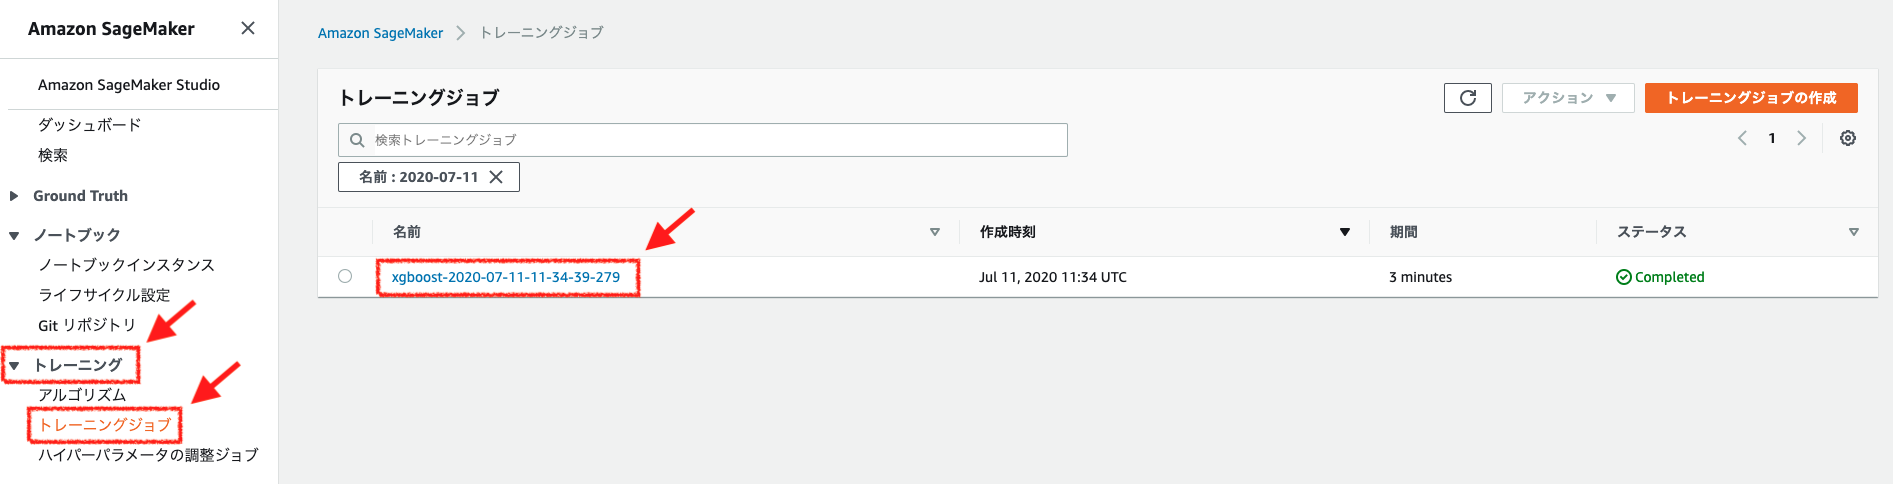 Amazon SageMaker
Amazon SageMaker Studio
ダッシュボード
検索
Ground Truth
ノートブック
ノートブックインスタンス
ライフサイクル設定
Git リポジトリ
トレーニング
アルゴリズム
トレーニングジョブ
ハイパーパラメータの調整ジョブ
Amazon SageMaker トレーニングジョブ
トレーニングジョブ
アクション トレーニングジョブの作成
検索トレーニングジョブ
1
名前 : 2020-07-11
名前 作成時刻 期間 ステータス
xgboost-2020-07-11-11-34-39-279 Jul 11, 2020 11:34 UTC 3 minutes Completed